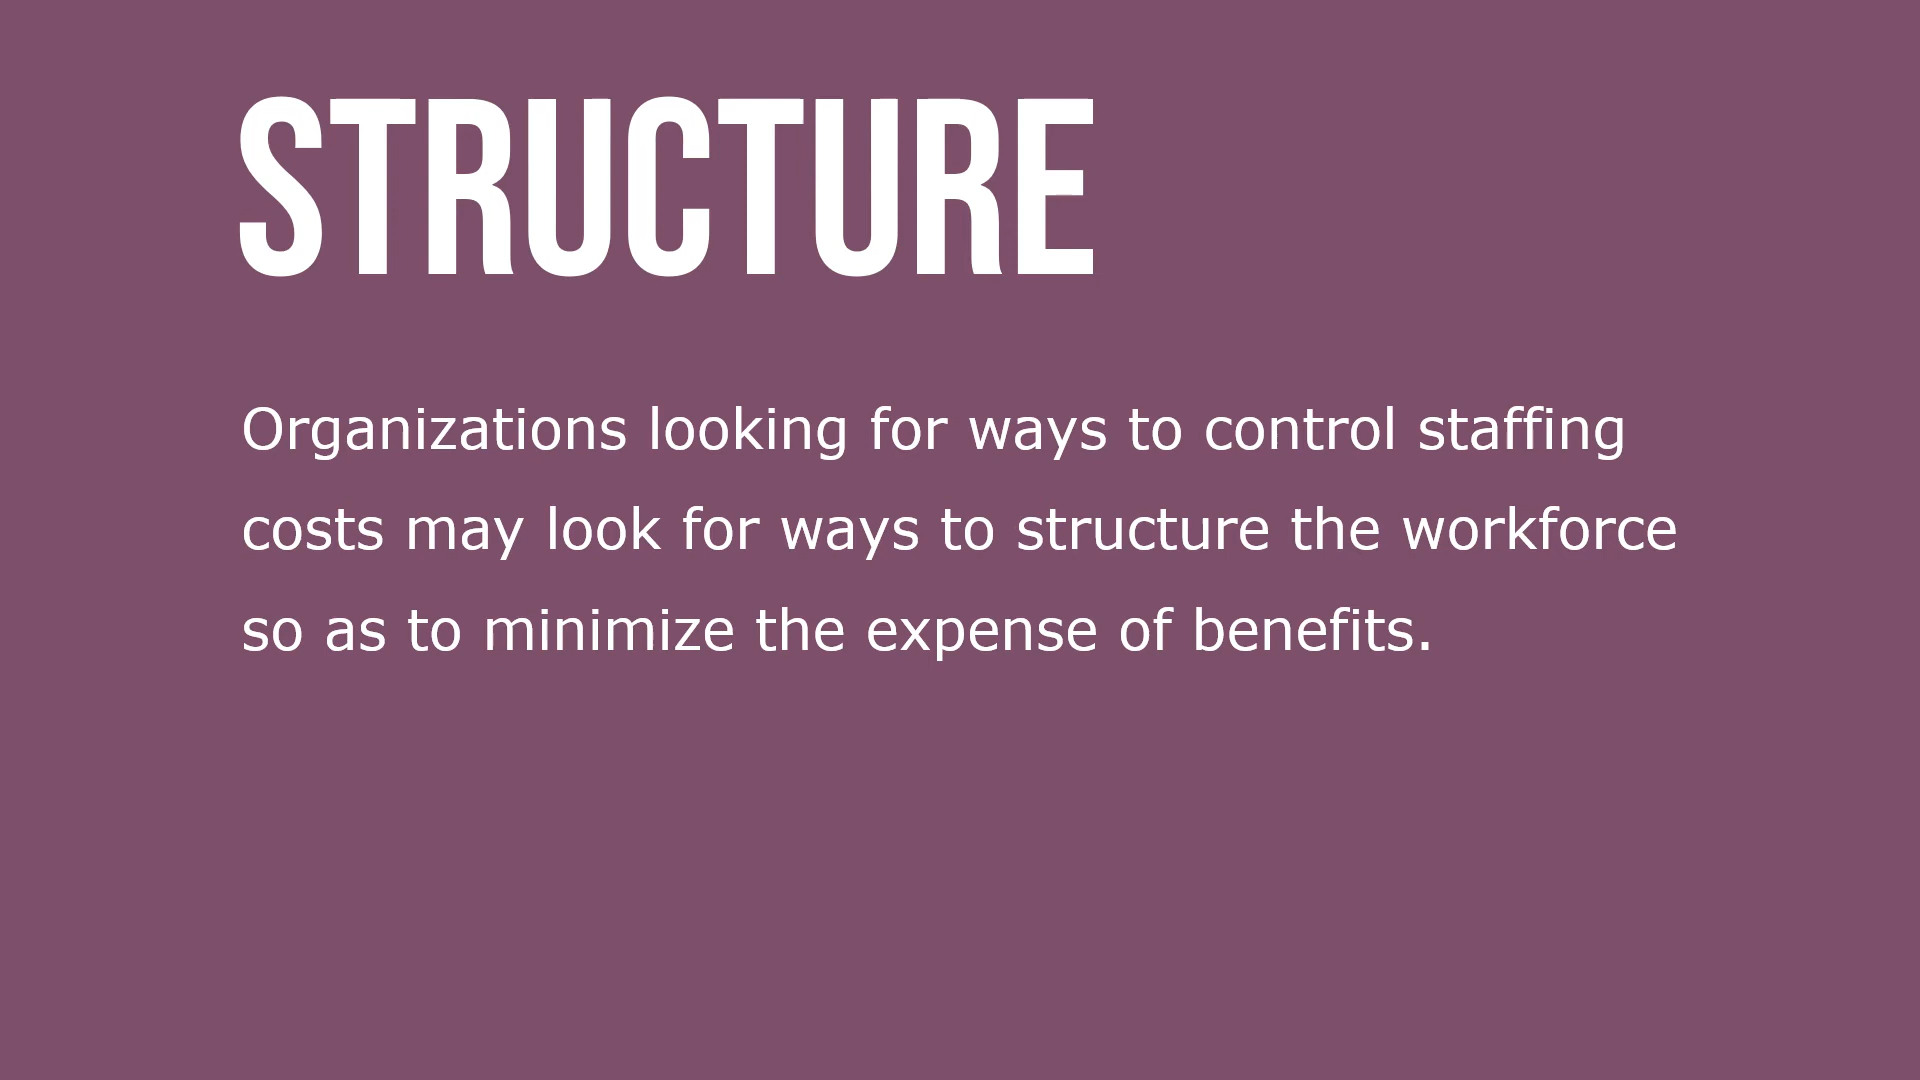 STRUCTURE
Organizations looking for ways to control staffing
costs may look for ways to structure the workforce
so as to minimize the expense of benefits.